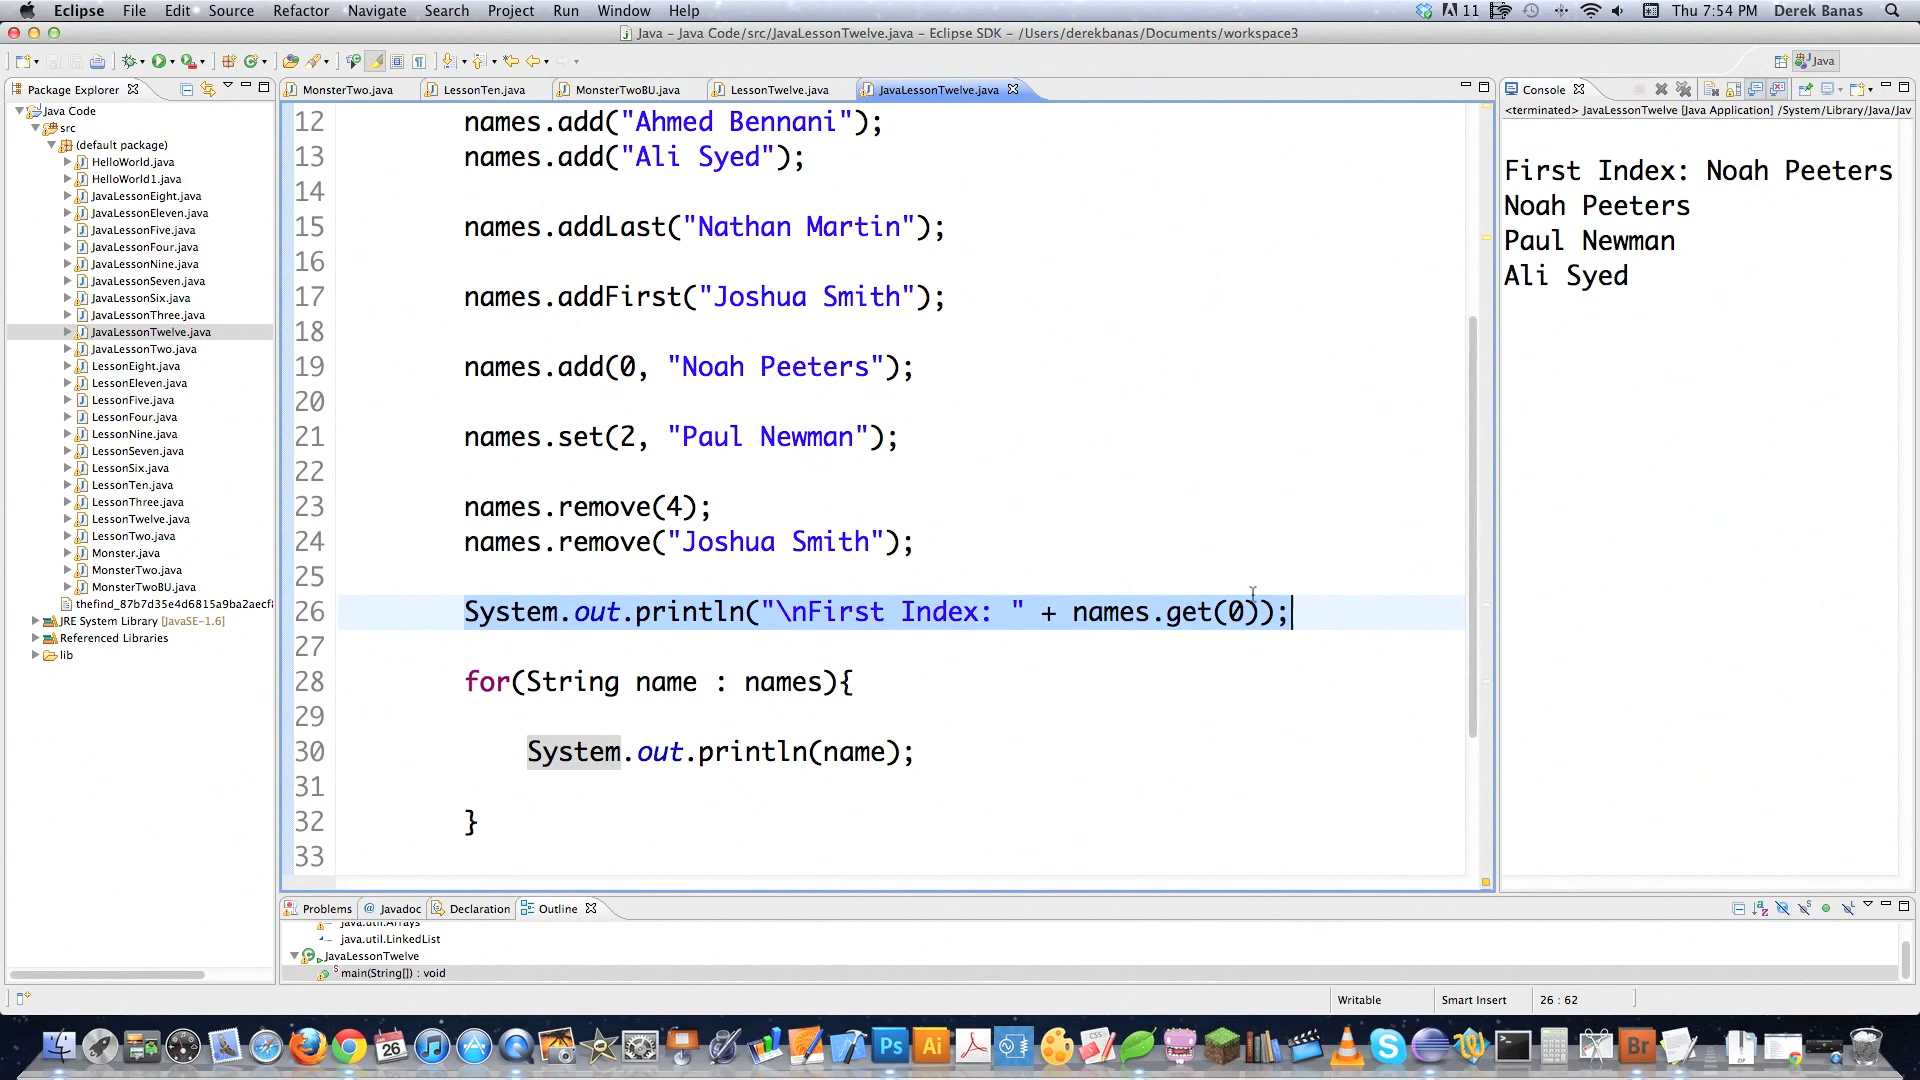 Eclipse File Edit Source Refactor Navigate Search Project Run Window Help 11 Thu 7:54 PM Derek Banas
Java - Java Code/src/JavaLessonTwelve.java - Eclipse SDK - /Users/derekbanas/Documents/workspace3
Java
Package Explorer
Java Code
src
(default package)
HelloWorld.java
HelloWorld1.java
JavaLessonEight.java
JavaLessonEleven.java
JavaLessonFive.java
JavaLessonFour.java
JavaLessonNine.java
JavaLessonSeven.java
JavaLessonSix.java
JavaLessonThree.java
JavaLessonTwelve.java
JavaLessonTwo.java
LessonEight.java
LessonEleven.java
LessonFive.java
LessonFour.java
LessonNine.java
LessonSeven.java
LessonSix.java
LessonTen.java
LessonThree.java
LessonTwelve.java
LessonTwo.java
Monster.java
MonsterTwo.java
MonsterTwoBU.java
thefind_87b7d35e4d6815a9ba2aecf8
JRE System Library [JavaSE-1.6]
Referenced Libraries
lib
MonsterTwo.java LessonTen.java MonsterTwoBU.java LessonTwelve.java JavaLessonTwelve.java
12 names.add("Ahmed Bennani");
13 names.add("Ali Syed");
14
15 names.addLast("Nathan Martin");
16
17 names.addFirst("Joshua Smith");
18
19 names.add(0, "Noah Peeters");
20
21 names.set(2, "Paul Newman");
22
23 names.remove(4);
24 names.remove("Joshua Smith");
25
26 System.out.println("\nFirst Index: " + names.get(0));
27
28 for(String name : names){
29
30 System.out.println(name);
31
32 }
33
Console
<terminated> JavaLessonTwelve [Java Application] /System/Library/Java/Jav
First Index: Noah Peeters
Noah Peeters
Paul Newman
Ali Syed
Problems Javadoc Declaration Outline
java.util.Arrays
java.util.LinkedList
JavaLessonTwelve
main(String[]) : void
Writable Smart Insert 26 : 62
26
Ps Ai CSS Br